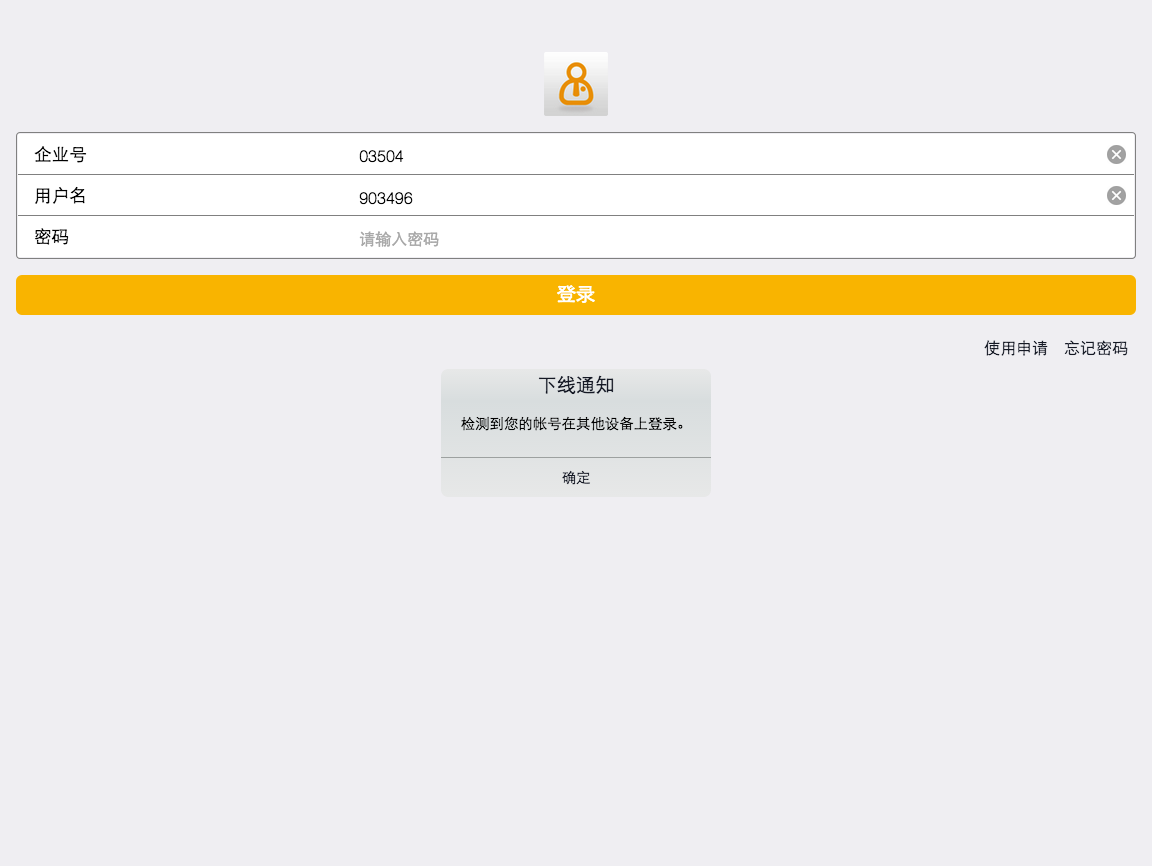 企业号 03504
用户名 903496
密码 请输入密码
登录
使用申请 忘记密码
下线通知
检测到您的帐号在其他设备上登录。
确定